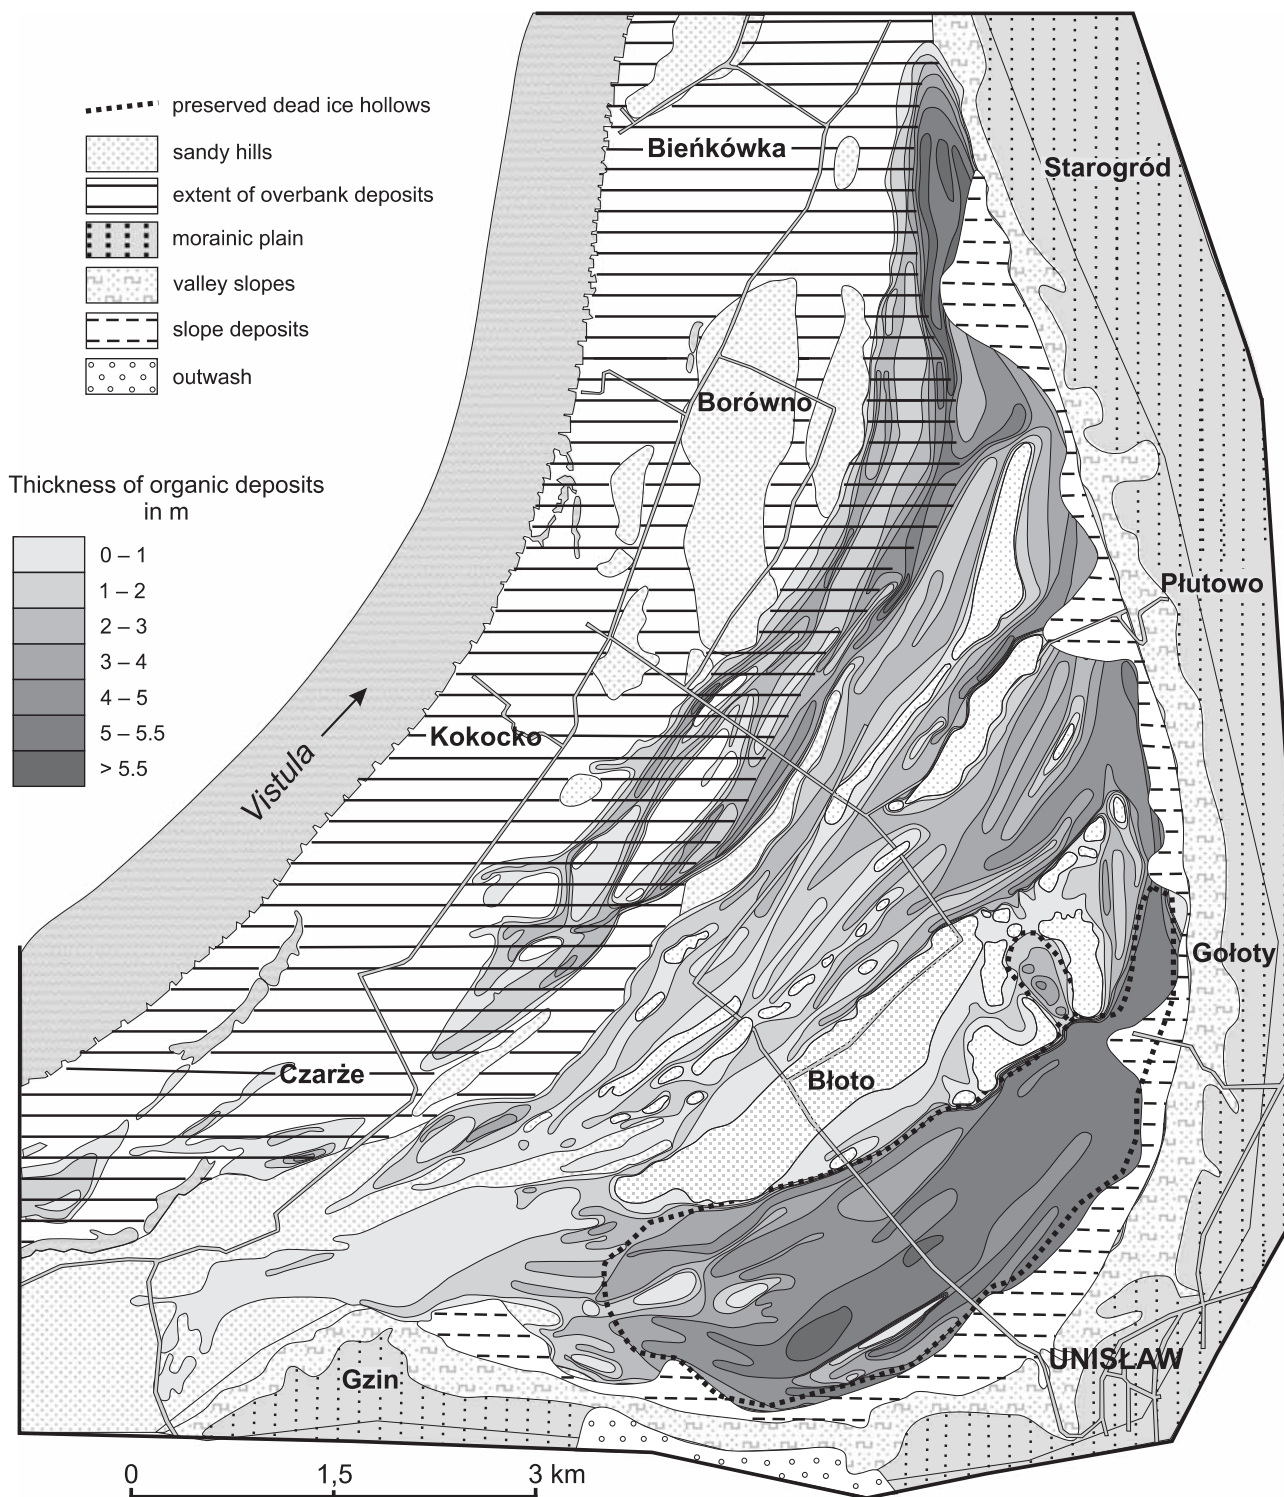 preserved dead ice hollows
sandy hills
extent of overbank deposits
morainic plain
valley slopes
slope deposits
outwash
Thickness of organic deposits
in m
0 – 1
1 – 2
2 – 3
3 – 4
4 – 5
5 – 5.5
> 5.5
Bieńkówka
Starogród
Borówno
Płutowo
Kokocko
Vistula
Gołoty
Czarże
Błoto
UNISŁAW
Gzin
0 1,5 3 km